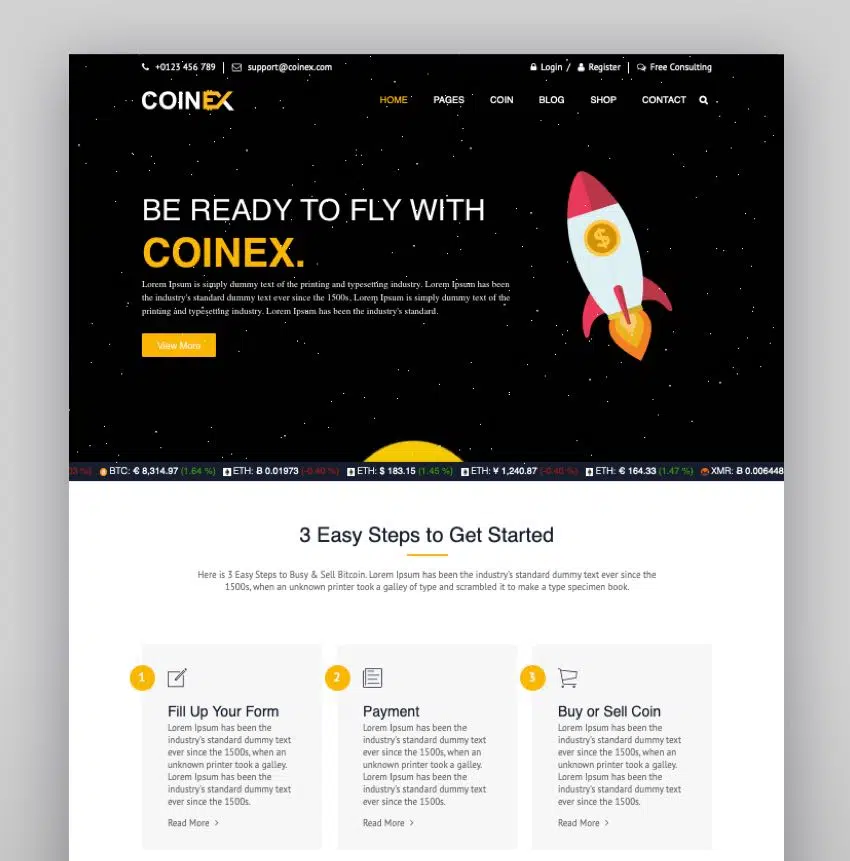 +0123 456 789 | support@coinex.com
Login / Register | Free Consulting
COINEX
HOME PAGES COIN BLOG SHOP CONTACT
BE READY TO FLY WITH
COINEX.
Lorem Ipsum is simply dummy text of the printing and typesetting industry. Lorem Ipsum has been
the industry's standard dummy text ever since the 1500s, Lorem Ipsum is simply dummy text of the
printing and typesetting industry. Lorem Ipsum has been the industry's standard.
View More
$
03 %) BTC: € 8,314.97 (1.64 %) ETH: Ƀ 0.01973 (-0.40 %) ETH: $ 183.15 (1.45 %) ETH: ¥ 1,240.87 (-0.40 %) ETH: € 164.33 (1.47 %) XMR: Ƀ 0.006448
3 Easy Steps to Get Started
Here is 3 Easy Steps to Busy & Sell Bitcoin. Lorem Ipsum has been the industry's standard dummy text ever since the
1500s, when an unknown printer took a galley of type and scrambled it to make a type specimen book.
1
Fill Up Your Form
Lorem Ipsum has been the
industry's standard dummy text
ever since the 1500s, when an
unknown printer took a galley.
Lorem Ipsum has been the
industry's standard dummy text
ever since the 1500s.
Read More >
2
Payment
Lorem Ipsum has been the
industry's standard dummy text
ever since the 1500s, when an
unknown printer took a galley.
Lorem Ipsum has been the
industry's standard dummy text
ever since the 1500s.
Read More >
3
Buy or Sell Coin
Lorem Ipsum has been the
industry's standard dummy text
ever since the 1500s, when an
unknown printer took a galley.
Lorem Ipsum has been the
industry's standard dummy text
ever since the 1500s.
Read More >